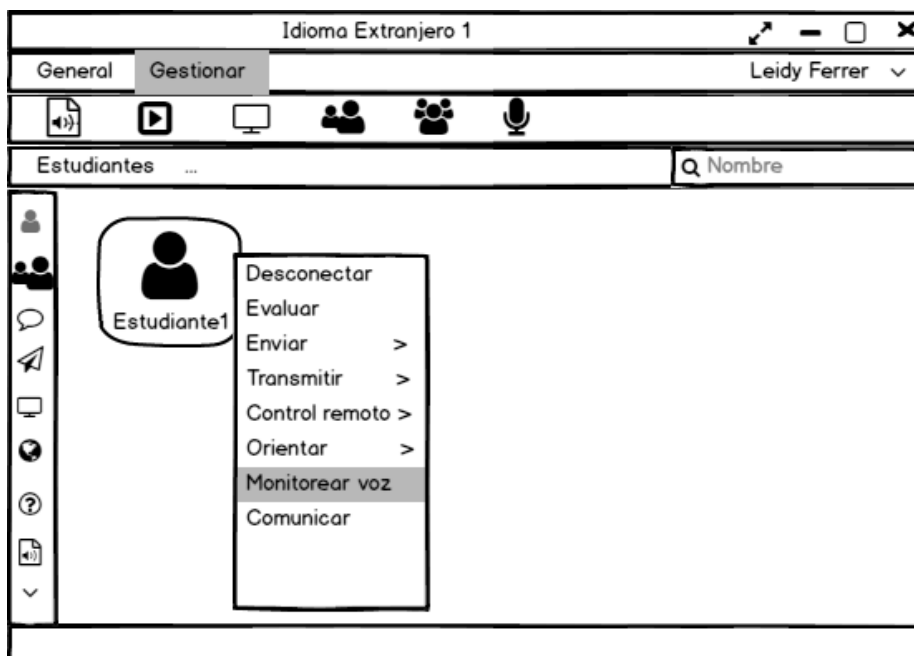 Idioma Extranjero 1
General Gestionar Leidy Ferrer
Estudiantes ... Nombre
Estudiante1
Desconectar
Evaluar
Enviar >
Transmitir >
Control remoto >
Orientar >
Monitorear voz
Comunicar